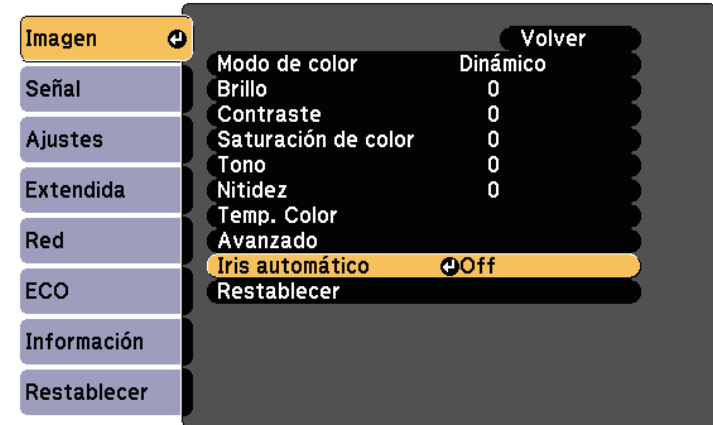 Imagen
Señal
Ajustes
Extendida
Red
ECO
Información
Restablecer
Volver
Modo de color Dinámico
Brillo 0
Contraste 0
Saturación de color 0
Tono 0
Nitidez 0
Temp. Color
Avanzado
Iris automático Off
Restablecer